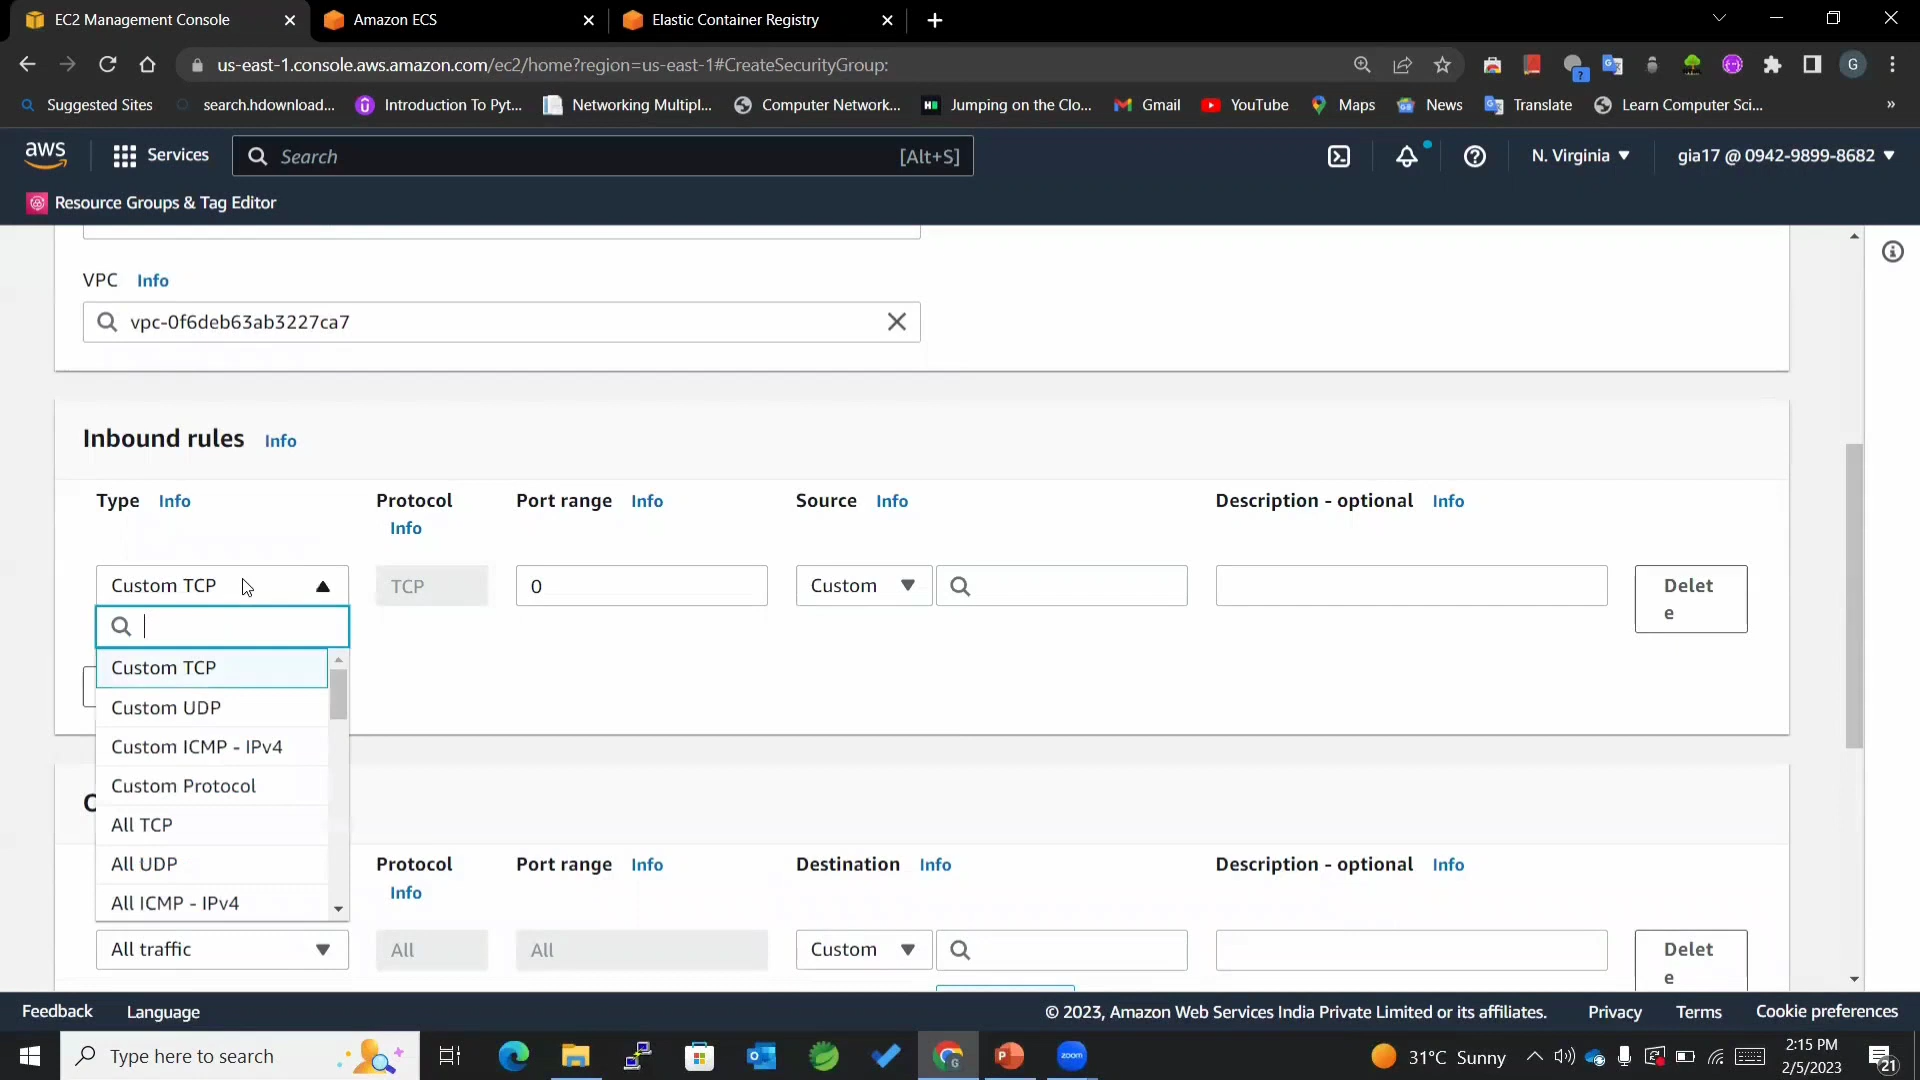 EC2 Management Console
Amazon ECS
Elastic Container Registry
us-east-1.console.aws.amazon.com/ec2/home?region=us-east-1#CreateSecurityGroup:
G
Suggested Sites
search.hdownload...
Introduction To Pyt...
Networking Multipl...
Computer Network...
Jumping on the Clo...
Gmail
YouTube
Maps
News
Translate
Learn Computer Sci...
»
aws
Services
Search
[Alt+S]
N. Virginia
gia17 @ 0942-9899-8682
Resource Groups & Tag Editor
VPC Info
vpc-0f6deb63ab3227ca7
Inbound rules Info
Type Info
Protocol Info
Port range Info
Source Info
Description - optional Info
Custom TCP
TCP
0
Custom
Delet
e
Custom TCP
Custom UDP
Custom ICMP - IPv4
Custom Protocol
All TCP
All UDP
All ICMP - IPv4
Protocol
Info
Port range Info
Destination Info
Description - optional Info
All traffic
All
All
Custom
Delet
e
Feedback
Language
© 2023, Amazon Web Services India Private Limited or its affiliates.
Privacy
Terms
Cookie preferences
Type here to search
zoom
31°C Sunny
2:15 PM
2/5/2023
21